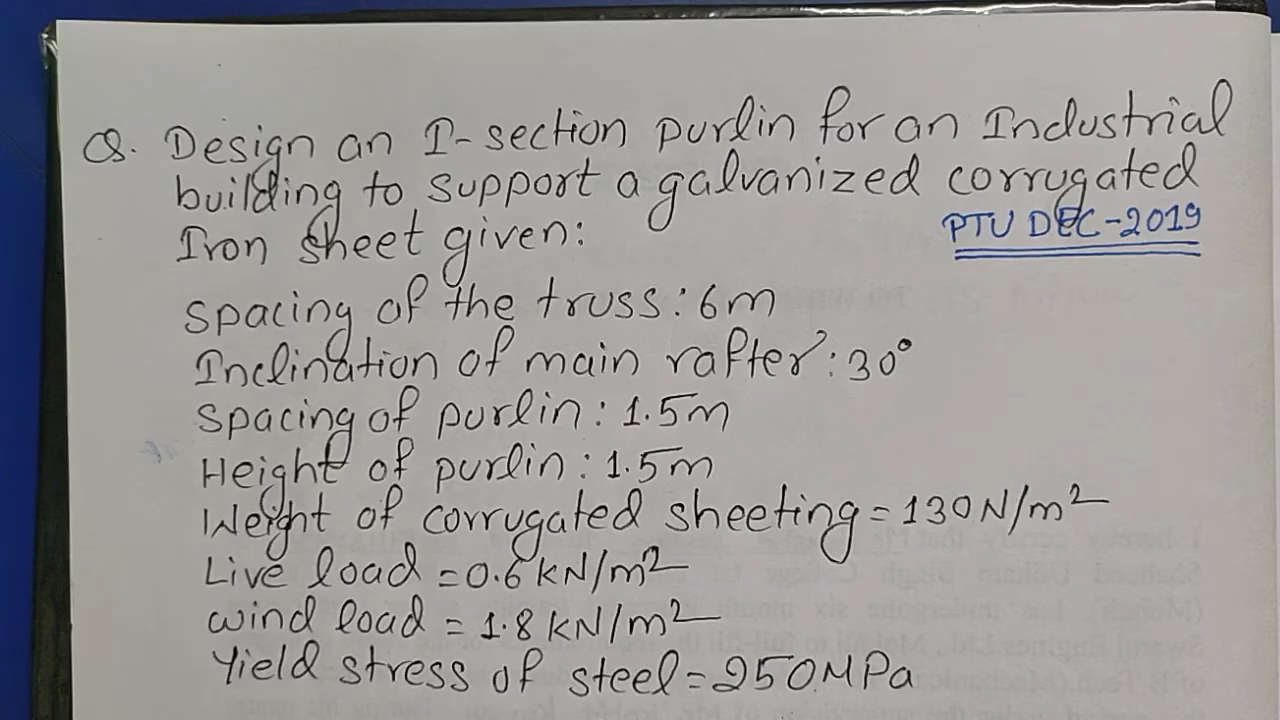 Q. Design an I-section purlin for an Industrial
building to support a galvanized corrugated
Iron sheet given:
PTU DEC-2019
Spacing of the truss: 6m
Inclination of main rafter: 30°
Spacing of purlin: 1.5m
Height of purlin: 1.5m
Weight of corrugated sheeting = 130N/m²
Live load = 0.6 kN/m²
Wind load = 1.8 kN/m²
Yield stress of steel = 250MPa